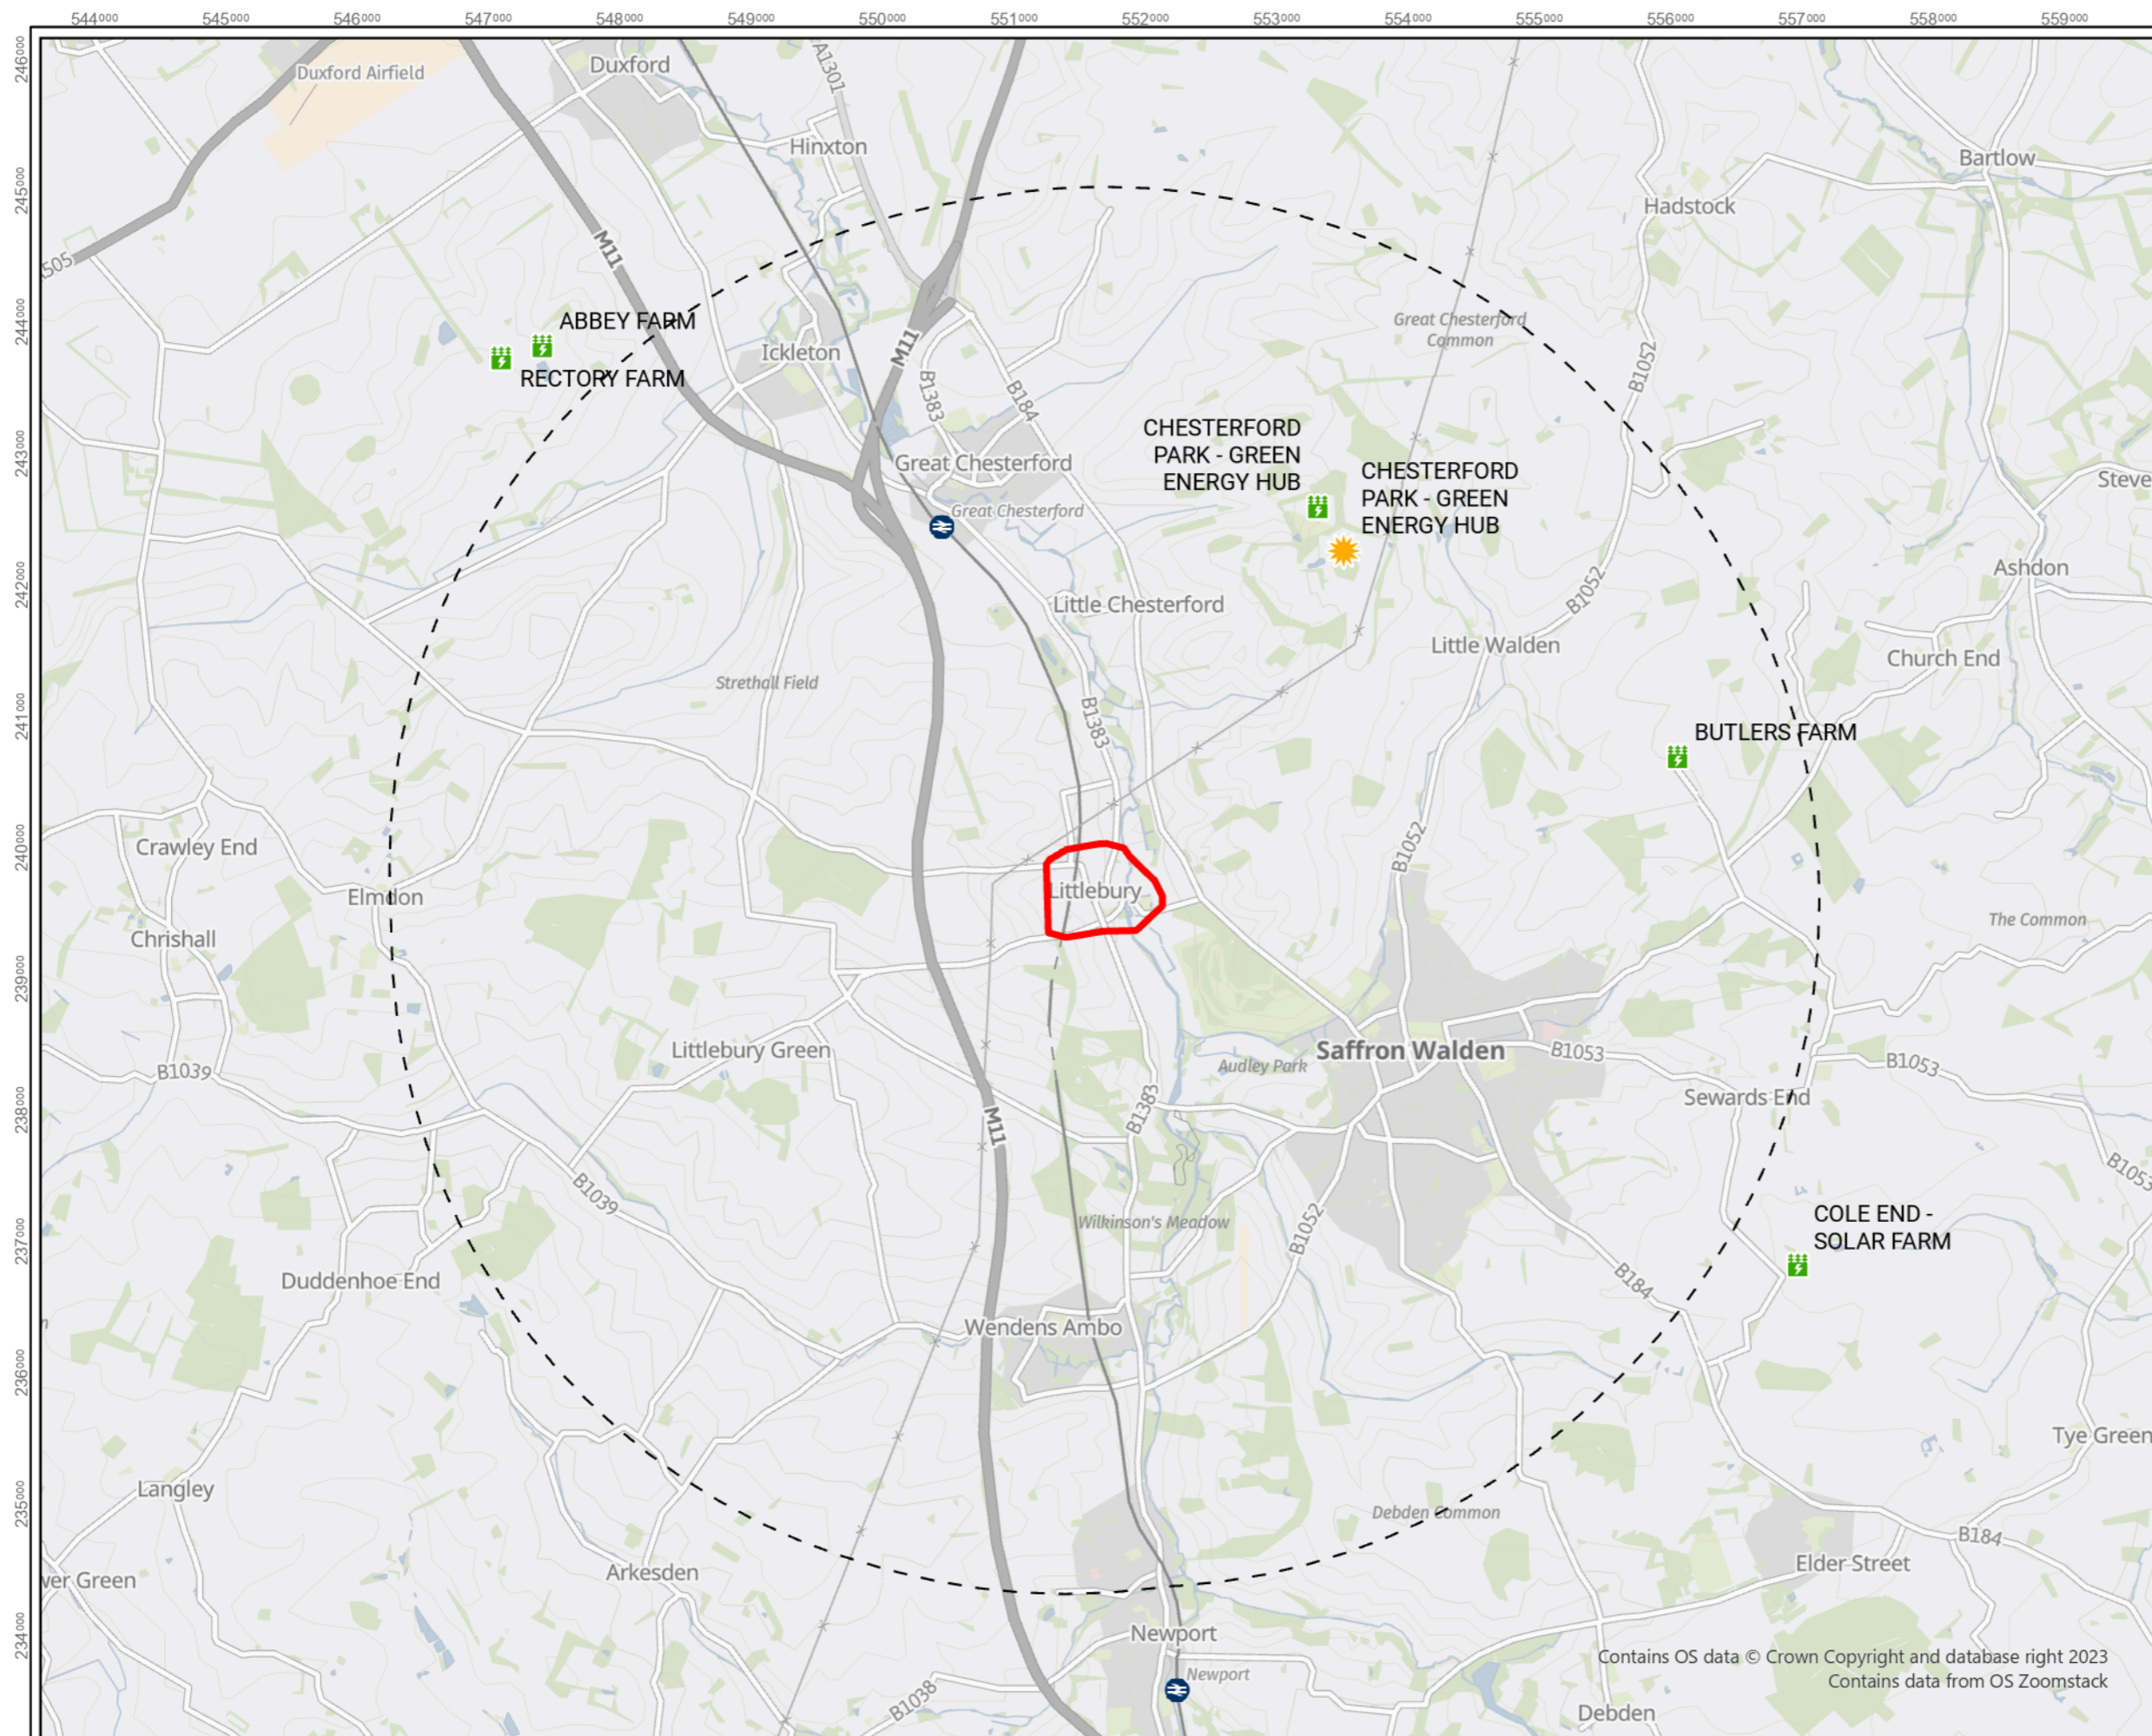 544000 545000 546000 547000 548000 549000 550000 551000 552000 553000 554000 555000 556000 557000 558000 559000
246000
245000
244000
243000
242000
241000
240000
239000
238000
237000
236000
235000
234000
Duxford Airfield
Duxford
A1301
Hinxton
Bartlow
Hadstock
505
M11
ABBEY FARM
RECTORY FARM
Ickleton
M11
B1383
B184
Great Chesterford
Common
B1052
CHESTERFORD
PARK - GREEN
ENERGY HUB
CHESTERFORD
PARK - GREEN
ENERGY HUB
Great Chesterford
Great Chesterford
Steve
Ashdon
Little Chesterford
B1052
Little Walden
Church End
Strethall Field
B1383
BUTLERS FARM
Crawley End
B1052
Elmdon
Littlebury
Chrishall
The Common
Littlebury Green
Saffron Walden
Audley Park
B1053
B1053
B1039
Sewards End
B1383
M11
B1053
B1039
Wilkinson's Meadow
B1052
COLE END -
SOLAR FARM
Duddenhoe End
B184
Wendens Ambo
Tye Green
Langley
Debden Common
B184
Elder Street
Arkesden
wer Green
Newport
Newport
B1038
Debden
Contains OS data © Crown Copyright and database right 2023
Contains data from OS Zoomstack